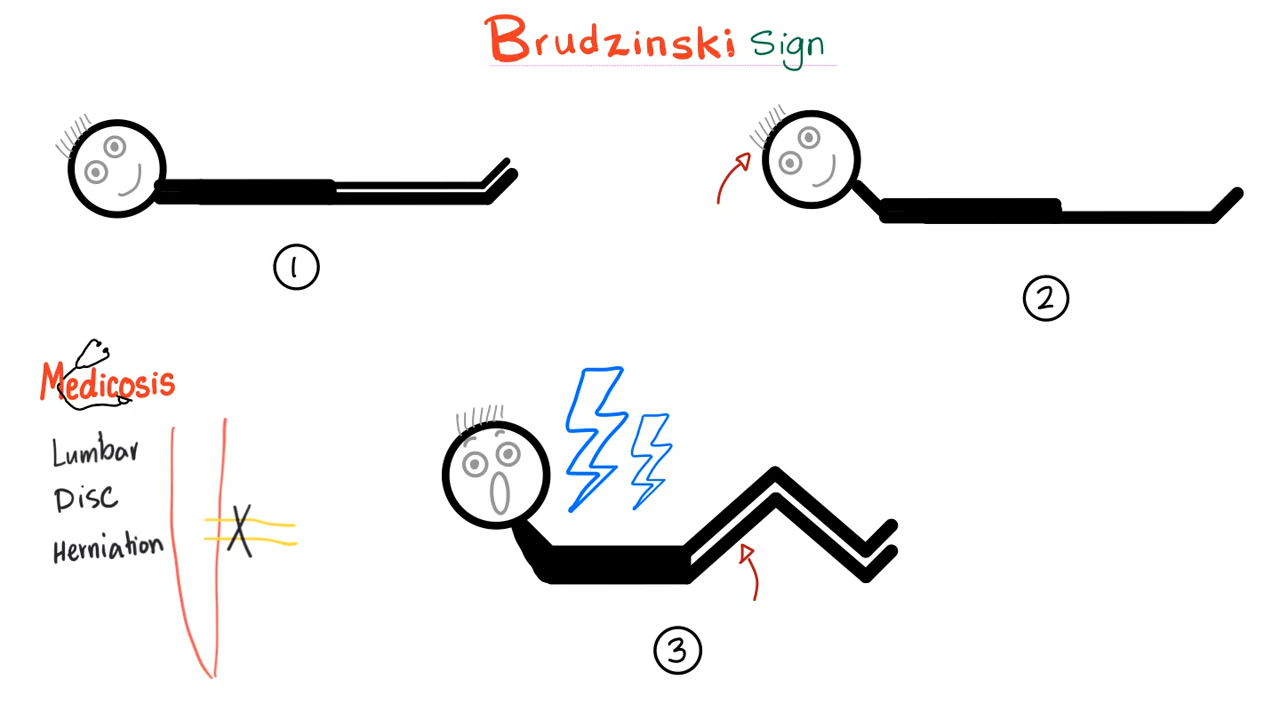 Brudzinski Sign
1
2
Medicosis
Lumbar
Disc
Herniation
3